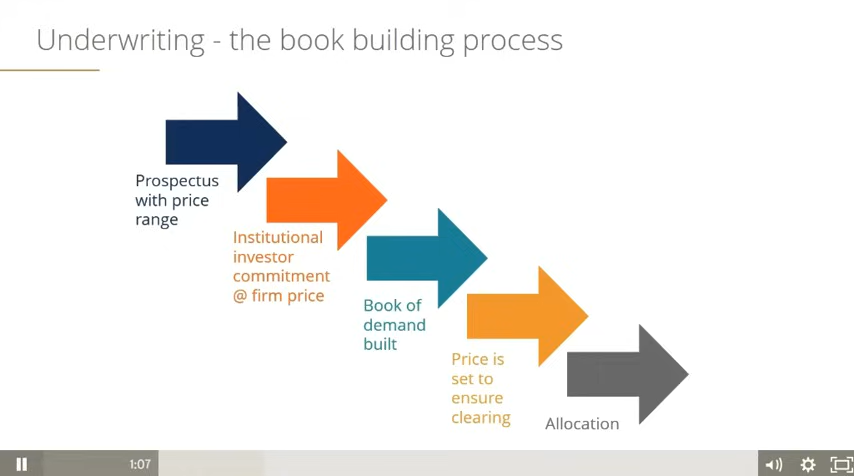 Underwriting - the book building process
Prospectus
with price
range
Institutional
investor
commitment
@ firm price
Book of
demand
built
Price is
set to
ensure
clearing
Allocation
1:07